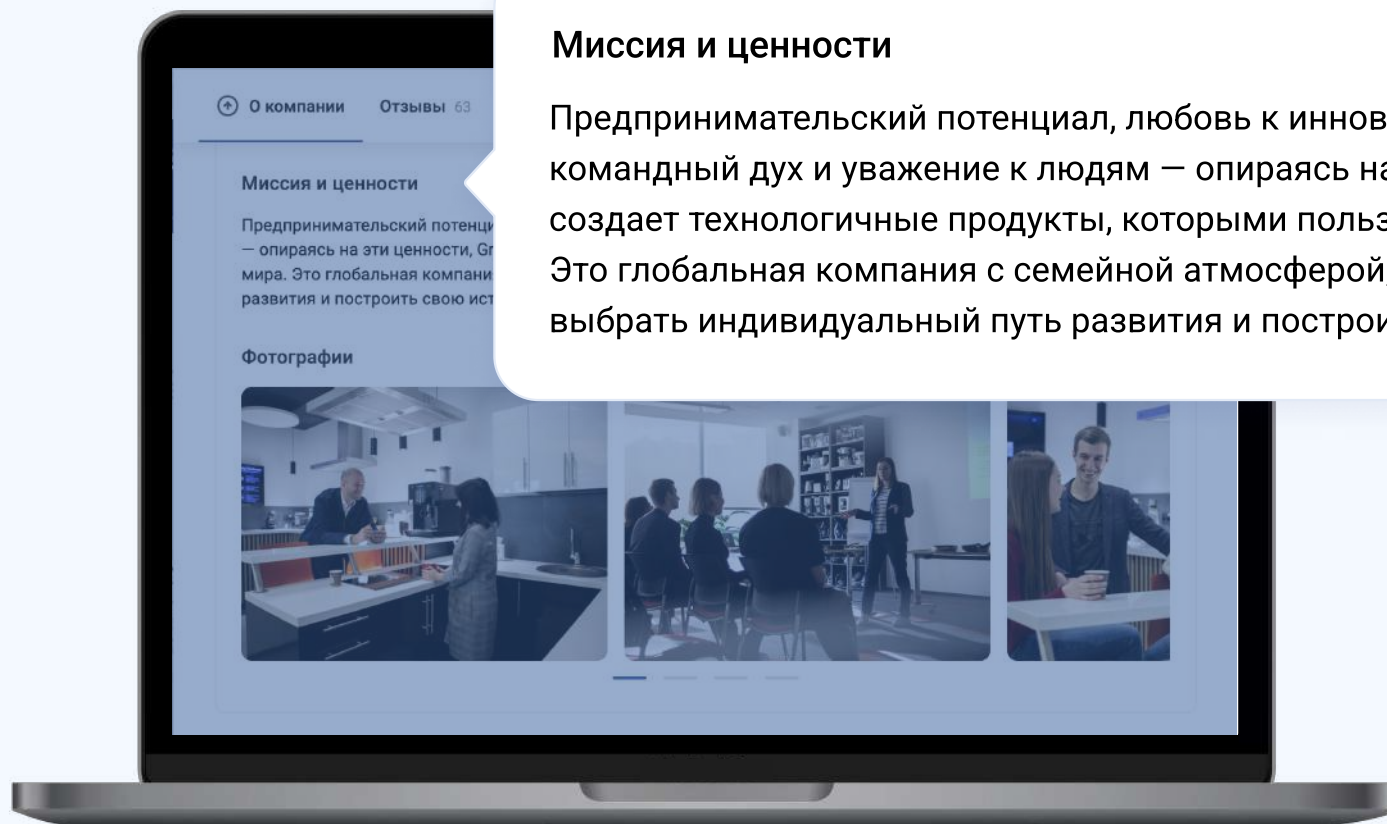 Миссия и ценности
Предпринимательский потенциал, любовь к иннов
командный дух и уважение к людям — опираясь на
создает технологичные продукты, которыми польз
Это глобальная компания с семейной атмосферой,
выбрать индивидуальный путь развития и построи
О компании Отзывы 63
Миссия и ценности
Предпринимательский потенци
— опираясь на эти ценности, Gr
мира. Это глобальная компани
развития и построить свою ист
Фотографии